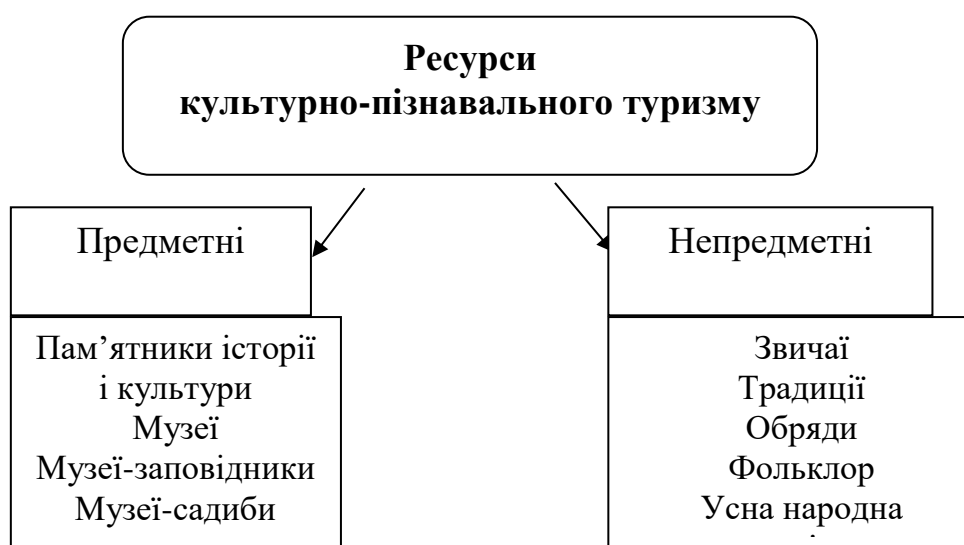 Ресурси
культурно-пізнавального туризму
Предметні
Непредметні
Пам’ятники історії
і культури
Музеї
Музеї-заповідники
Музеї-садиби
Звичаї
Традиції
Обряди
Фольклор
Усна народна